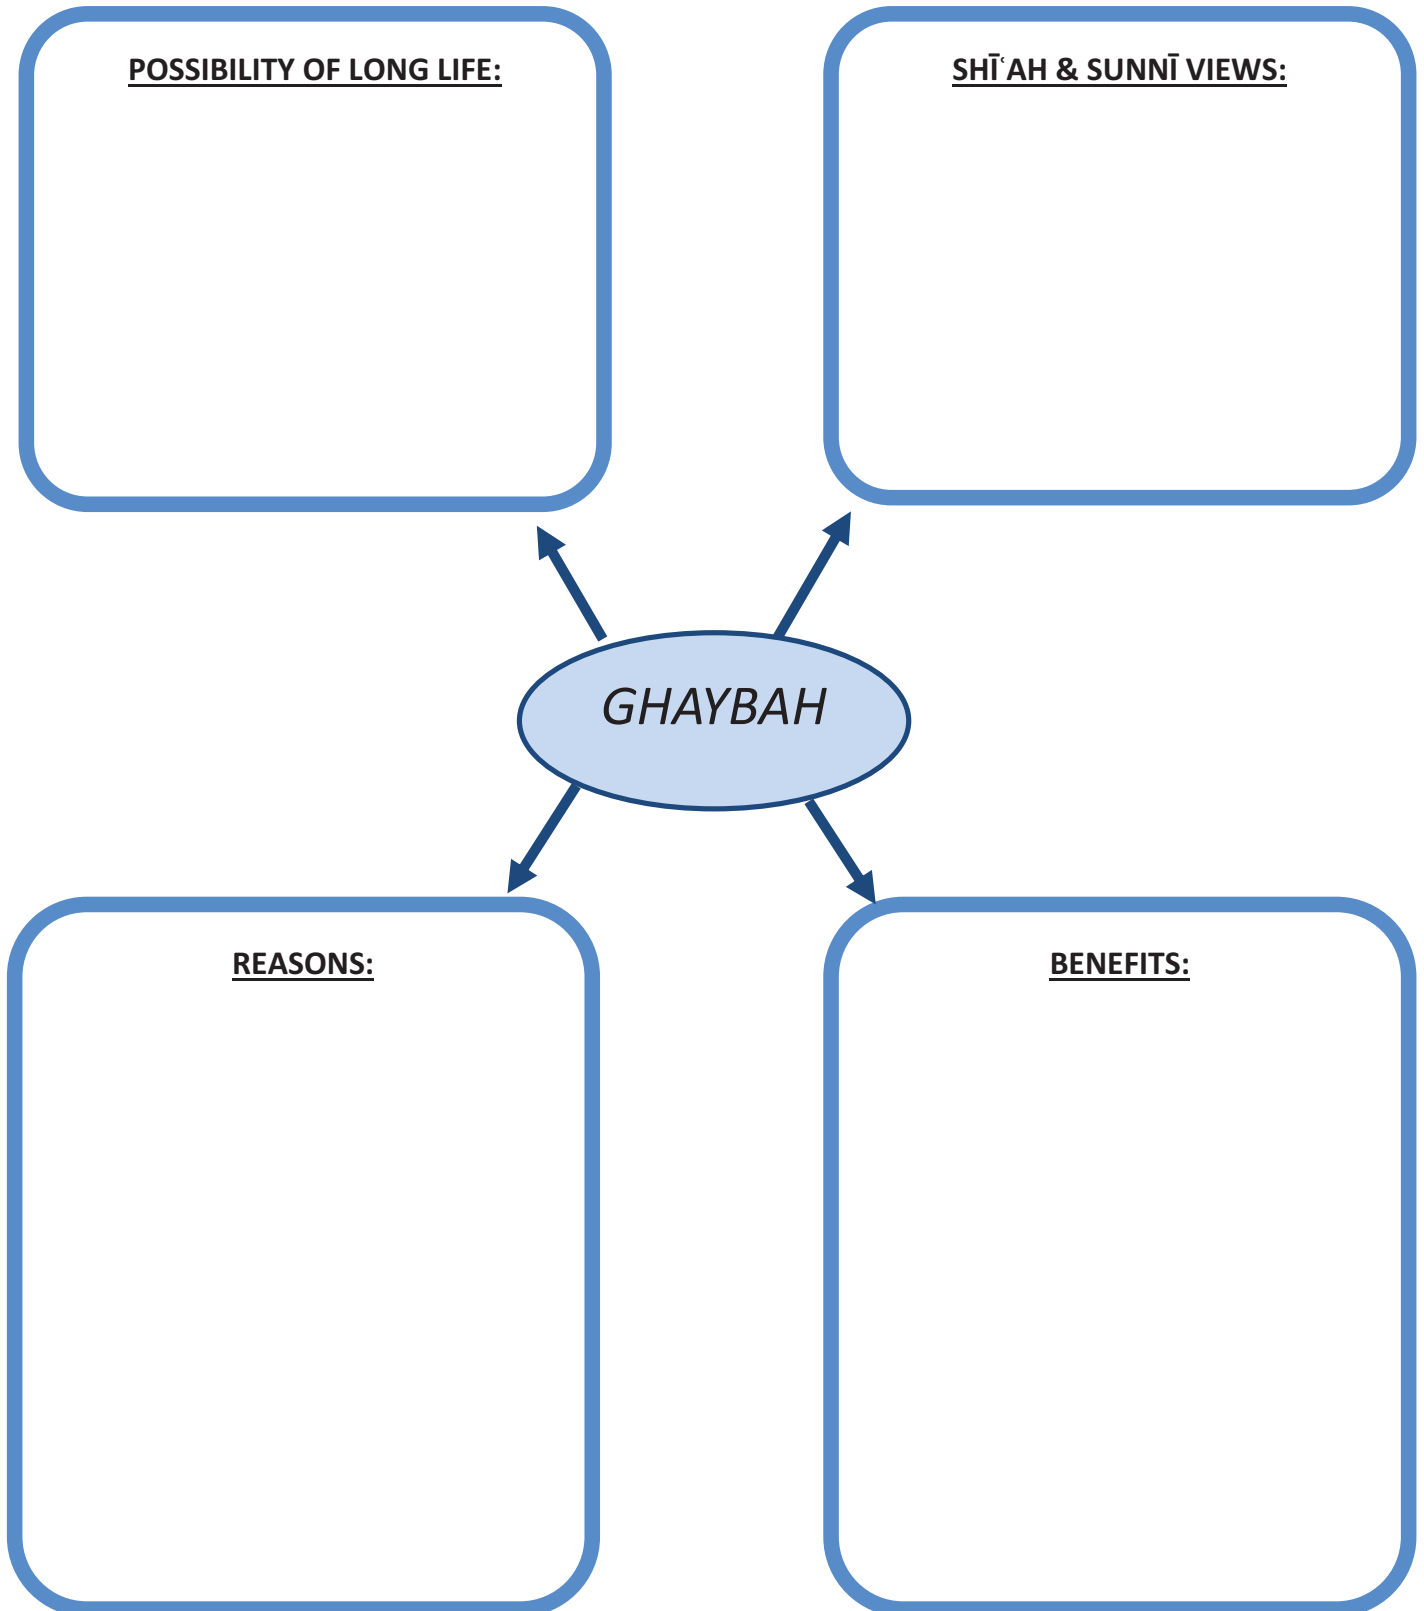 POSSIBILITY OF LONG LIFE:
SHĪʿAH & SUNNĪ VIEWS:
GHAYBAH
REASONS:
BENEFITS: